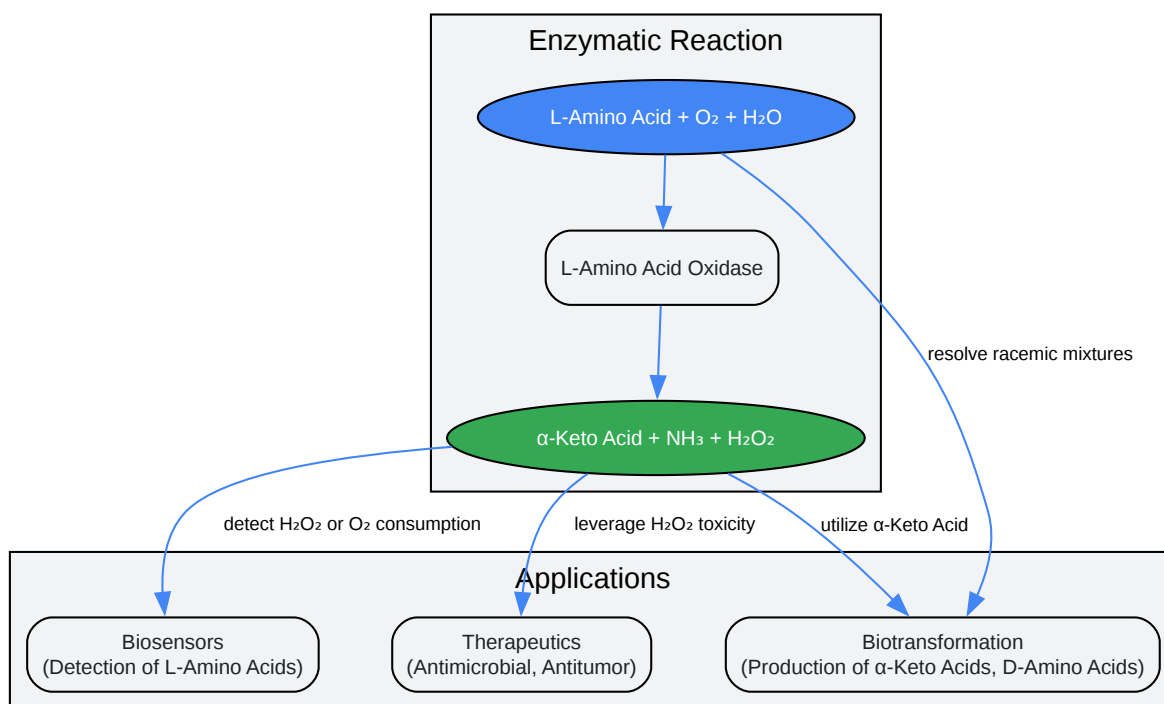 Enzymatic Reaction
L-Amino Acid + O₂ + H₂O
L-Amino Acid Oxidase
resolve racemic mixtures
α-Keto Acid + NH₃ + H₂O₂
detect H₂O₂ or O₂ consumption
leverage H₂O₂ toxicity
utilize α-Keto Acid
Applications
Biosensors
(Detection of L-Amino Acids)
Therapeutics
(Antimicrobial, Antitumor)
Biotransformation
(Production of α-Keto Acids, D-Amino Acids)